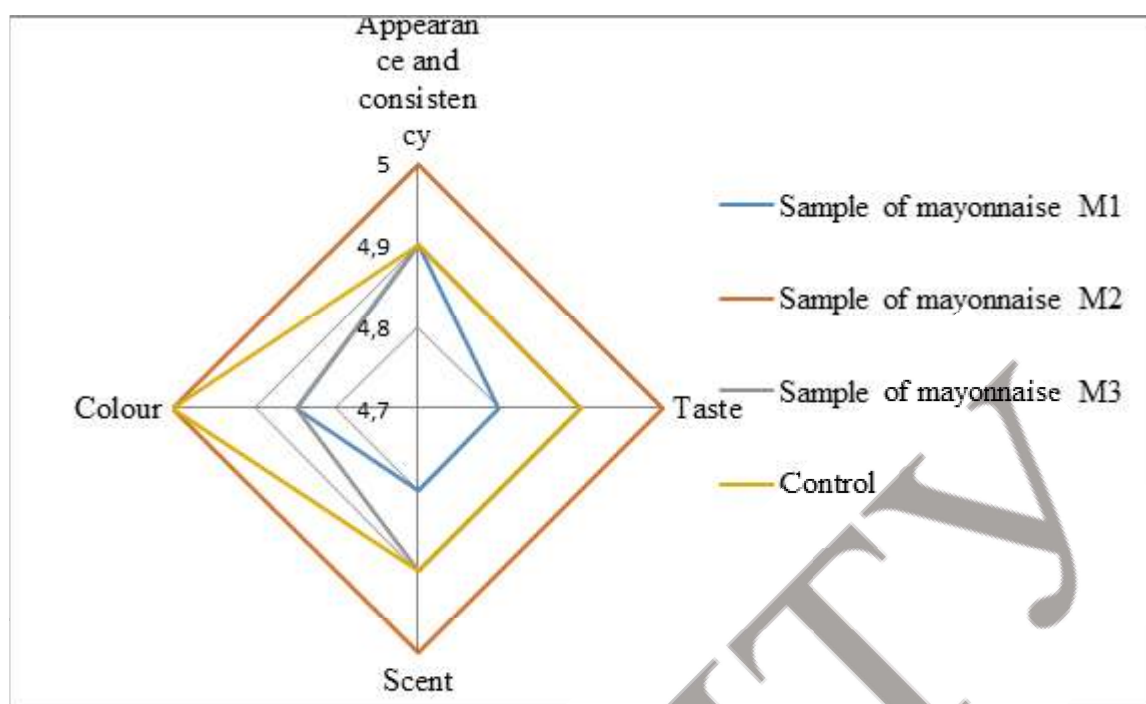 Appearan
ce and
consisten
cy
5
4,9
4,8
4,7
Colour
Taste
Scent
Sample of mayonnaise M1
Sample of mayonnaise M2
Sample of mayonnaise M3
Control
ITY